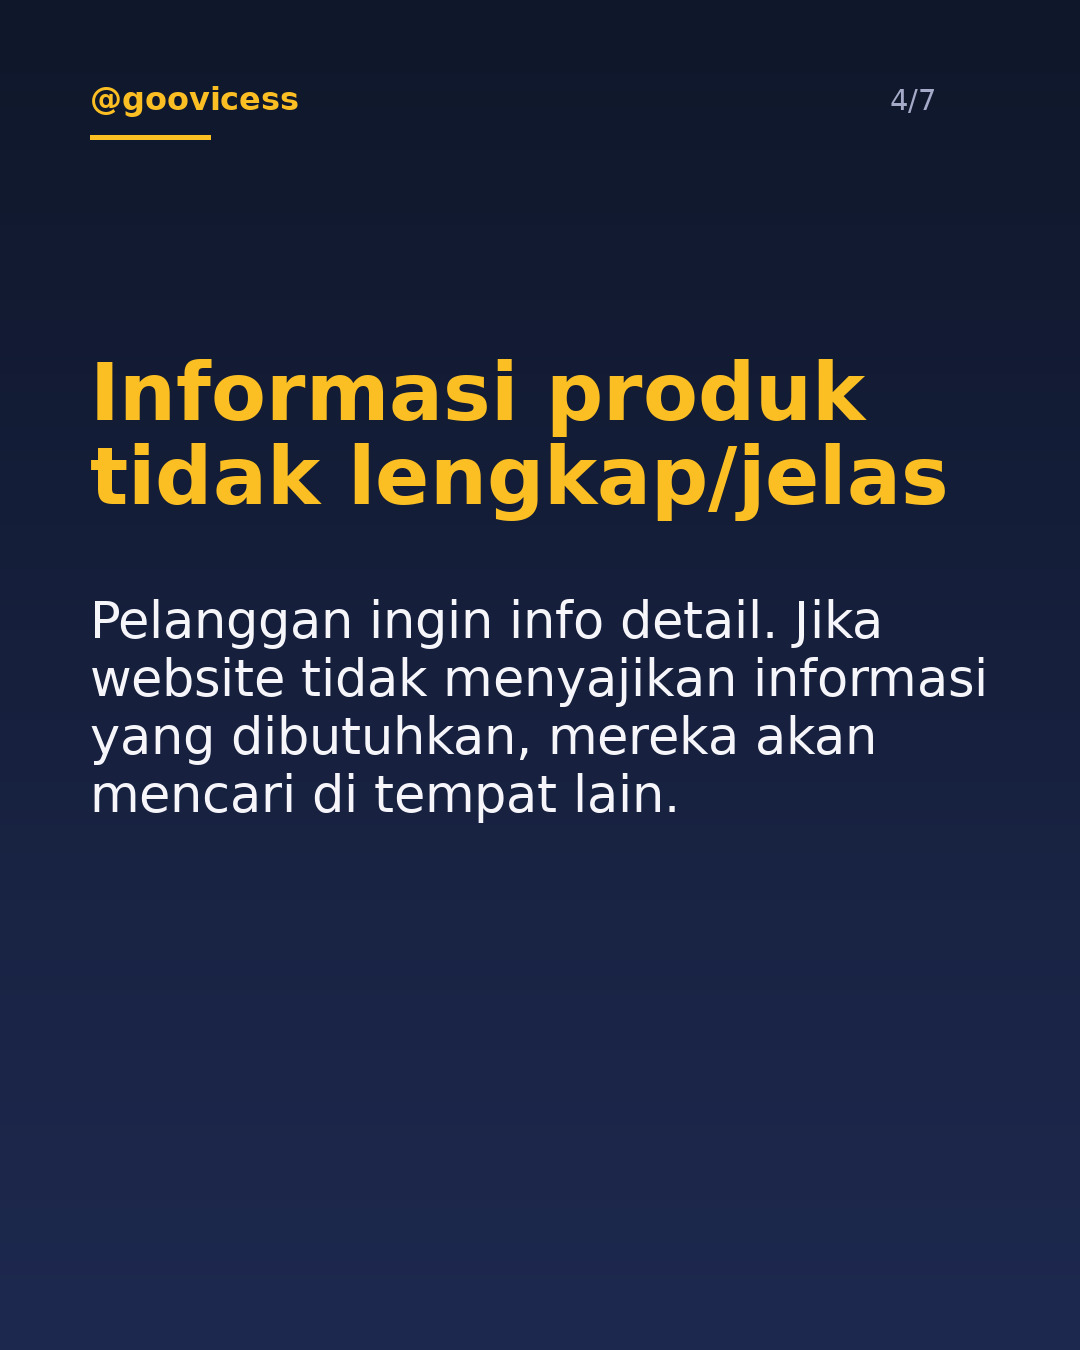 @goovicess
4/7
Informasi produk
tidak lengkap/jelas
Pelanggan ingin info detail. Jika
website tidak menyajikan informasi
yang dibutuhkan, mereka akan
mencari di tempat lain.